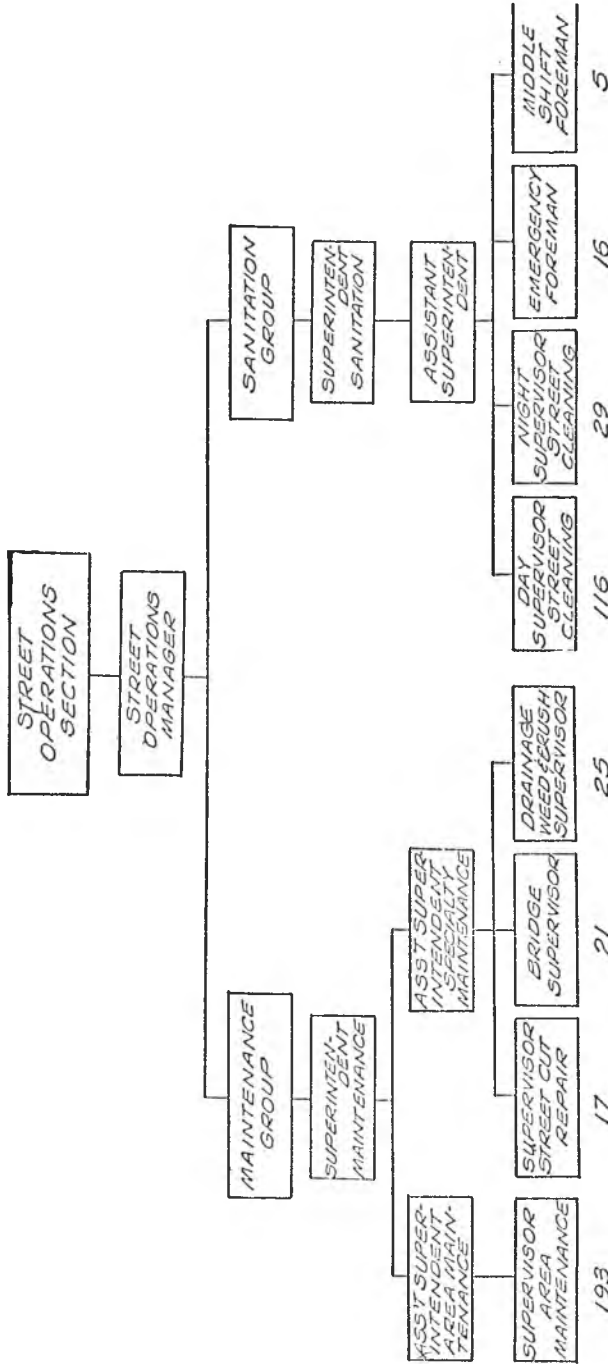 STREET
OPERATIONS
SECTION
STREET
OPERATIONS
MANAGER
MAINTENANCE
GROUP
SANITATION
GROUP
SUPERINTEN-
DENT
MAINTENANCE
SUPERINTEN-
DENT
SANITATION
ASS'T SUPER-
INTENDENT
AREA MAIN-
TENANCE
ASS'T SUPER-
INTENDENT
SPECIALTY
MAINTENANCE
ASSISTANT
SUPERINTEN-
DENT
SUPERVISOR
AREA
MAINTENANCE
SUPERVISOR
STREET CUT
REPAIR
BRIDGE
SUPERVISOR
DRAINAGE
WEED & BRUSH
SUPERVISOR
DAY
SUPERVISOR
STREET
CLEANING
NIGHT
SUPERVISOR
STREET
CLEANING
EMERGENCY
FOREMAN
MIDDLE
SHIFT
FOREMAN
193 17 21 25 116 29 15 5